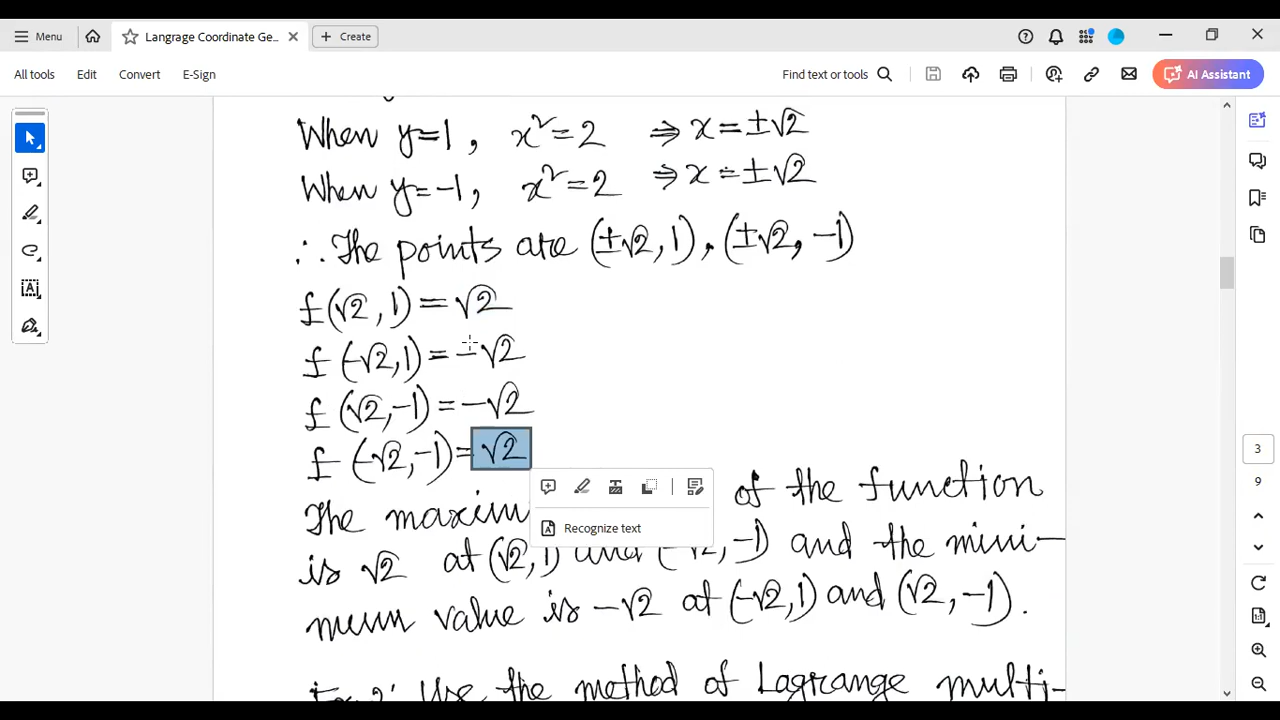 Menu
Langrage Coordinate Ge...
Create
All tools
Edit
Convert
E-Sign
Find text or tools
AI Assistant
When y=1, x²=2 ⇒ x=±√2
When y=-1, x²=2 ⇒ x=±√2
∴ The points are (±√2, 1), (±√2, -1)
f(√2, 1) = √2
f(-√2, 1) = -√2
f(√2, -1) = -√2
f(-√2, -1) = √2
The maxim of the function
is √2 at (√2, 1) and (-√2, -1) and the mini-
mum value is -√2 at (-√2, 1) and (√2, -1).
Recognize text
Use the method of Lagrange multi-
3
9